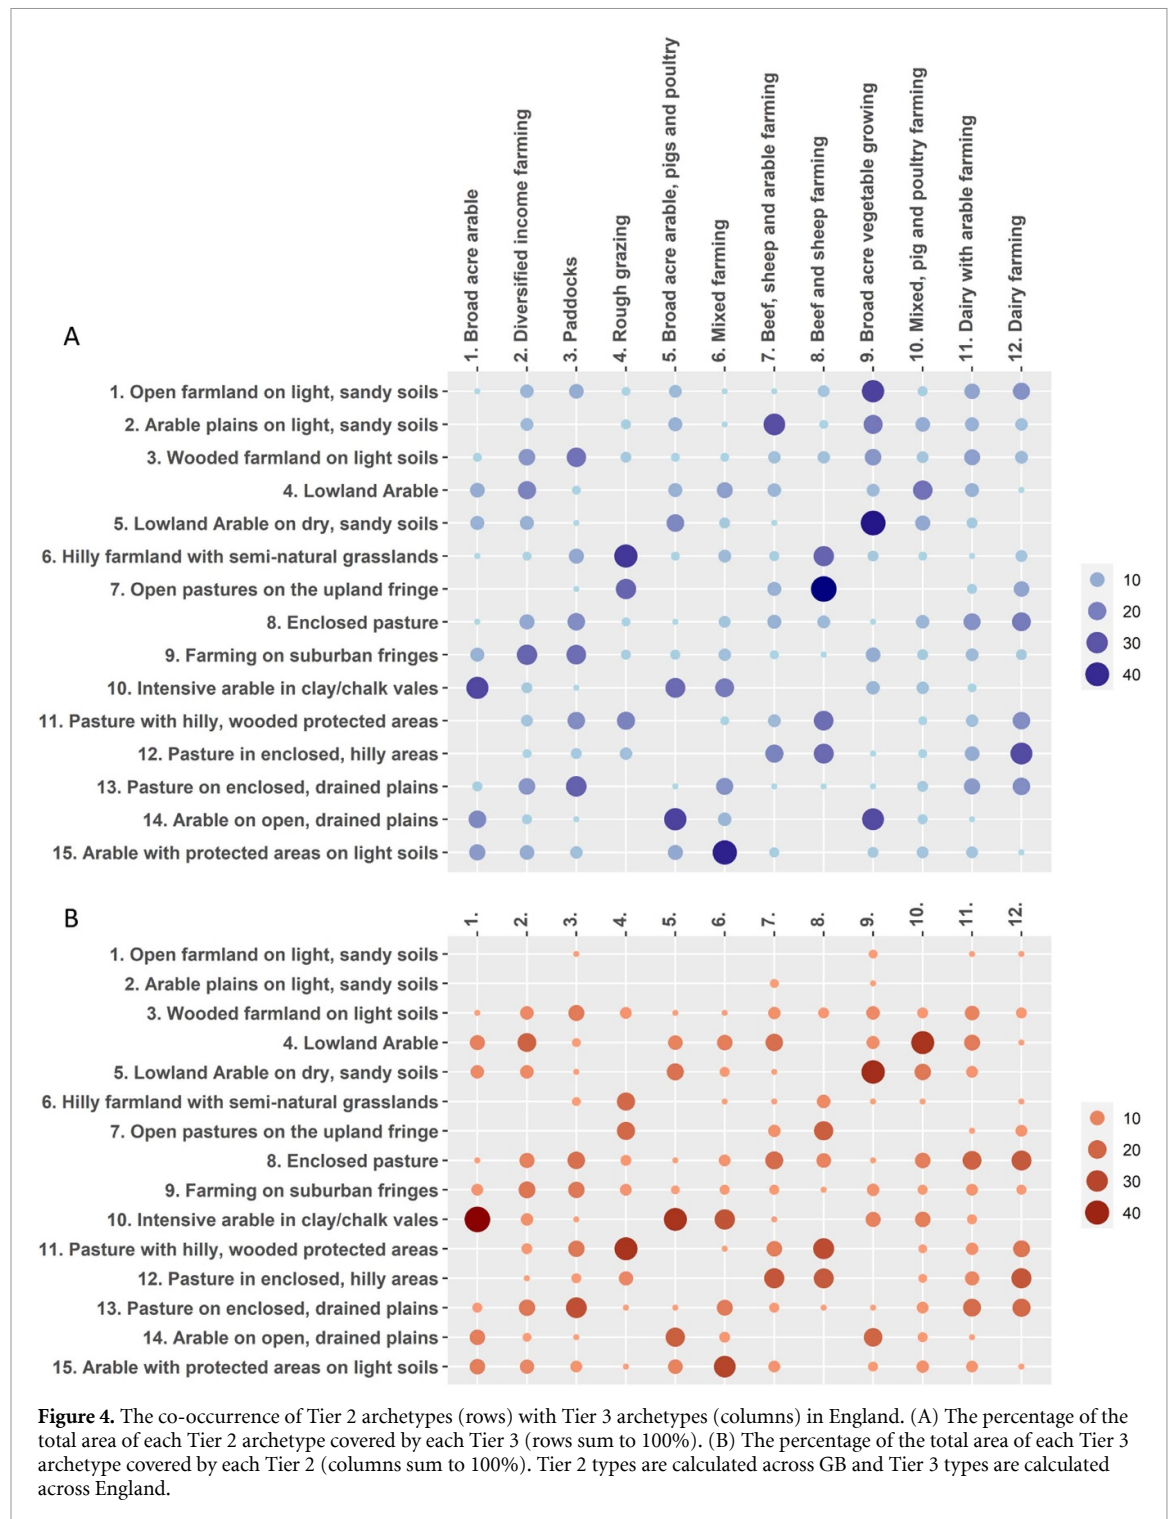 1. Broad acre arable
2. Diversified income farming
3. Paddocks
4. Rough grazing
5. Broad acre arable, pigs and poultry
6. Mixed farming
7. Beef, sheep and arable farming
8. Beef and sheep farming
9. Broad acre vegetable growing
10. Mixed, pig and poultry farming
11. Dairy with arable farming
12. Dairy farming
A
1. Open farmland on light, sandy soils
2. Arable plains on light, sandy soils
3. Wooded farmland on light soils
4. Lowland Arable
5. Lowland Arable on dry, sandy soils
6. Hilly farmland with semi-natural grasslands
7. Open pastures on the upland fringe
8. Enclosed pasture
9. Farming on suburban fringes
10. Intensive arable in clay/chalk vales
11. Pasture with hilly, wooded protected areas
12. Pasture in enclosed, hilly areas
13. Pasture on enclosed, drained plains
14. Arable on open, drained plains
15. Arable with protected areas on light soils
10
20
30
40
B
1. 2. 3. 4. 5. 6. 7. 8. 9. 10. 11. 12.
1. Open farmland on light, sandy soils
2. Arable plains on light, sandy soils
3. Wooded farmland on light soils
4. Lowland Arable
5. Lowland Arable on dry, sandy soils
6. Hilly farmland with semi-natural grasslands
7. Open pastures on the upland fringe
8. Enclosed pasture
9. Farming on suburban fringes
10. Intensive arable in clay/chalk vales
11. Pasture with hilly, wooded protected areas
12. Pasture in enclosed, hilly areas
13. Pasture on enclosed, drained plains
14. Arable on open, drained plains
15. Arable with protected areas on light soils
10
20
30
40
Figure 4. The co-occurrence of Tier 2 archetypes (rows) with Tier 3 archetypes (columns) in England. (A) The percentage of the
total area of each Tier 2 archetype covered by each Tier 3 (rows sum to 100%). (B) The percentage of the total area of each Tier 3
archetype covered by each Tier 2 (columns sum to 100%). Tier 2 types are calculated across GB and Tier 3 types are calculated
across England.